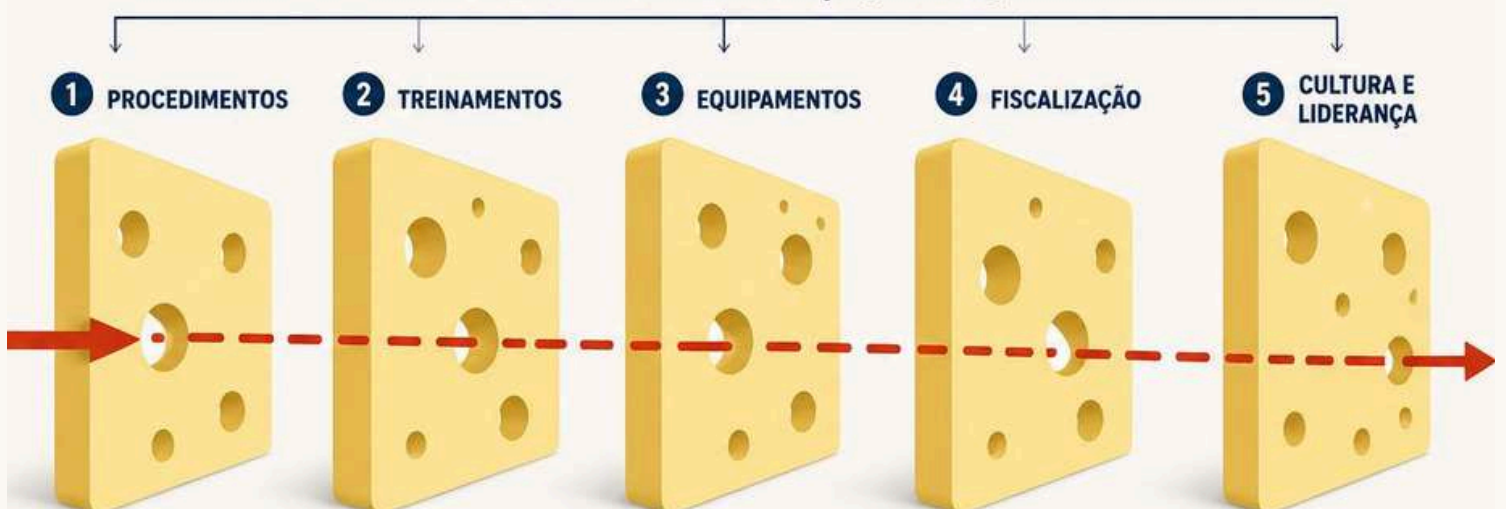 1 PROCEDIMENTOS
2 TREINAMENTOS
3 EQUIPAMENTOS
4 FISCALIZAÇÃO
5 CULTURA E
LIDERANÇA